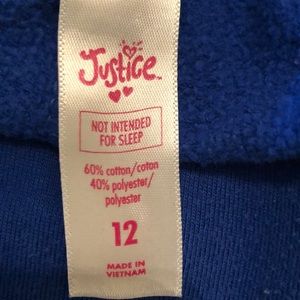 Justice
NOT INTENDED
FOR SLEEP
60% cotton/coton
40% polyester/
polyester
12
MADE IN
VIETNAM